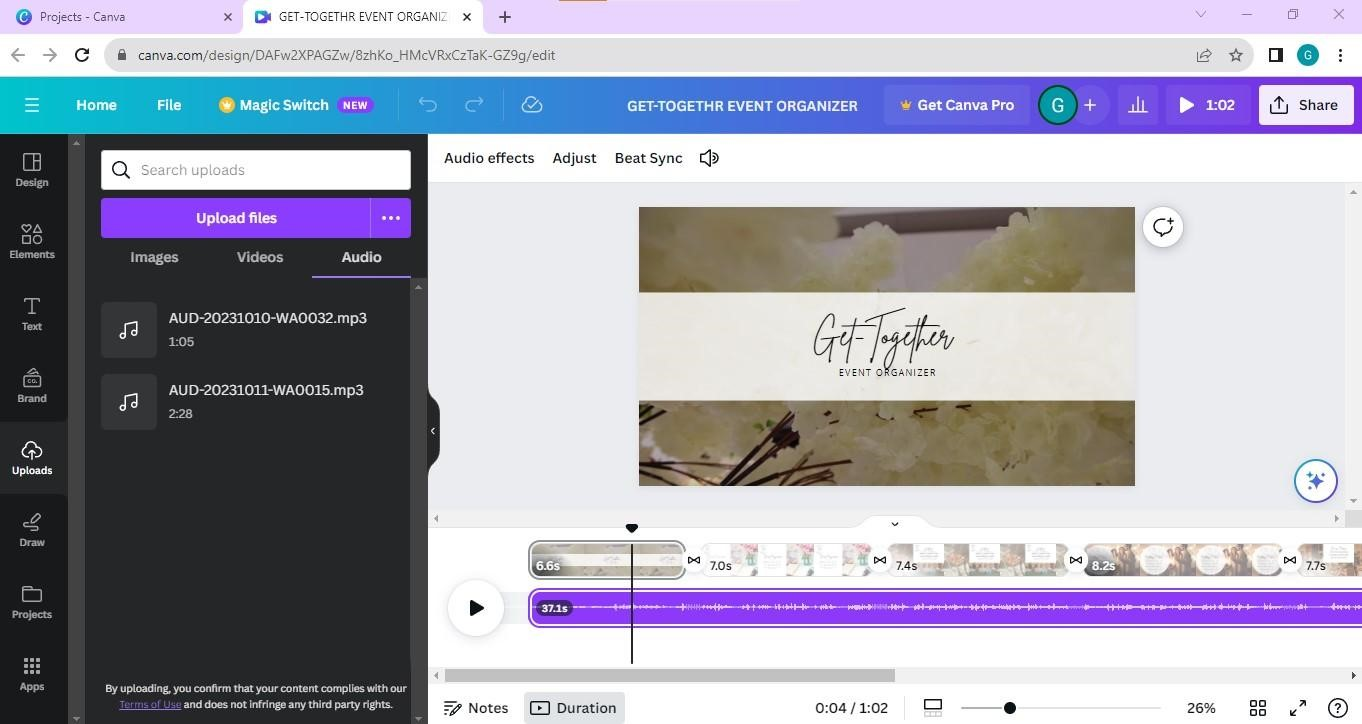 Projects - Canva
GET-TOGETHR EVENT ORGANIZ
canva.com/design/DAFw2XPAGZw/8zhKo_HMcVRxCzTaK-GZ9g/edit
G
Home
File
Magic Switch
NEW
GET-TOGETHR EVENT ORGANIZER
Get Canva Pro
G
1:02
Share
Design
Elements
Text
CO.
Brand
Uploads
Draw
Projects
Apps
Search uploads
Upload files
Images
Videos
Audio
AUD-20231010-WA0032.mp3
1:05
AUD-20231011-WA0015.mp3
2:28
By uploading, you confirm that your content complies with our
Terms of Use and does not infringe any third party rights.
Audio effects
Adjust
Beat Sync
Get-Together
EVENT ORGANIZER
6.6s
7.0s
7.4s
8.2s
7.7s
37.1s
Notes
Duration
0:04 / 1:02
26%